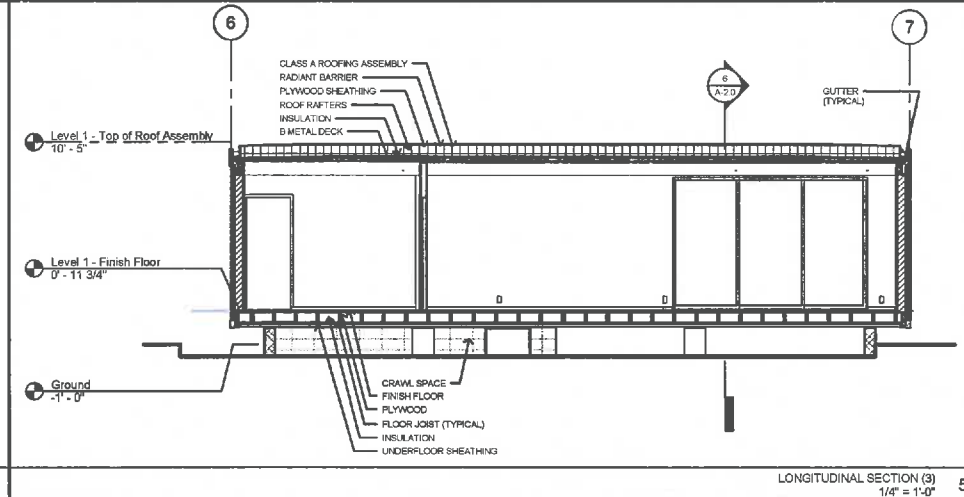 6
7
CLASS A ROOFING ASSEMBLY
RADIANT BARRIER
PLYWOOD SHEATHING
ROOF RAFTERS
INSULATION
B METAL DECK
6
A-2.0
GUTTER
(TYPICAL)
Level 1 - Top of Roof Assembly
10' - 5"
Level 1 - Finish Floor
0' - 11 3/4"
Ground
-1' - 0"
CRAWL SPACE
FINISH FLOOR
PLYWOOD
FLOOR JOIST (TYPICAL)
INSULATION
UNDERFLOOR SHEATHING
LONGITUDINAL SECTION (3)
1/4" = 1'-0"
5